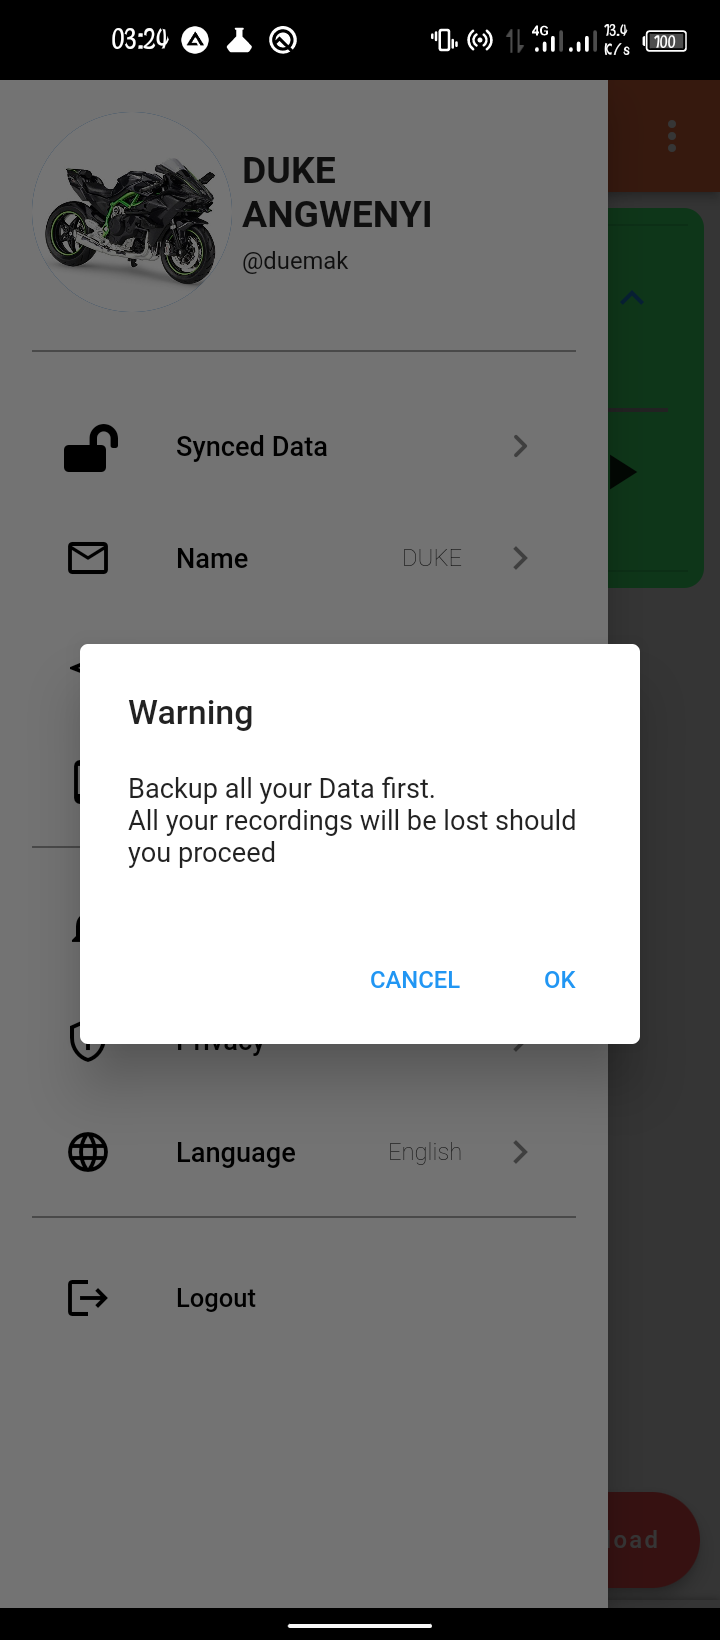 03:24
4G
13.4
K/s
100
DUKE
ANGWENYI
@duemak
Synced Data
Name DUKE
Warning
Backup all your Data first.
All your recordings will be lost should
you proceed
CANCEL OK
Privacy
Language English
Logout
load